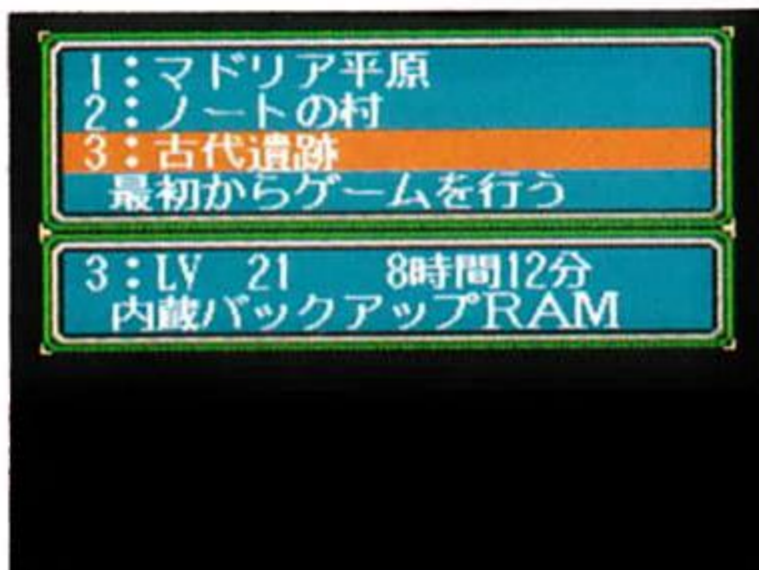 1：マドリア平原
2：ノートの村
3：古代遺跡
最初からゲームを行う
3：LV 21 8時間12分
内蔵バックアップRAM